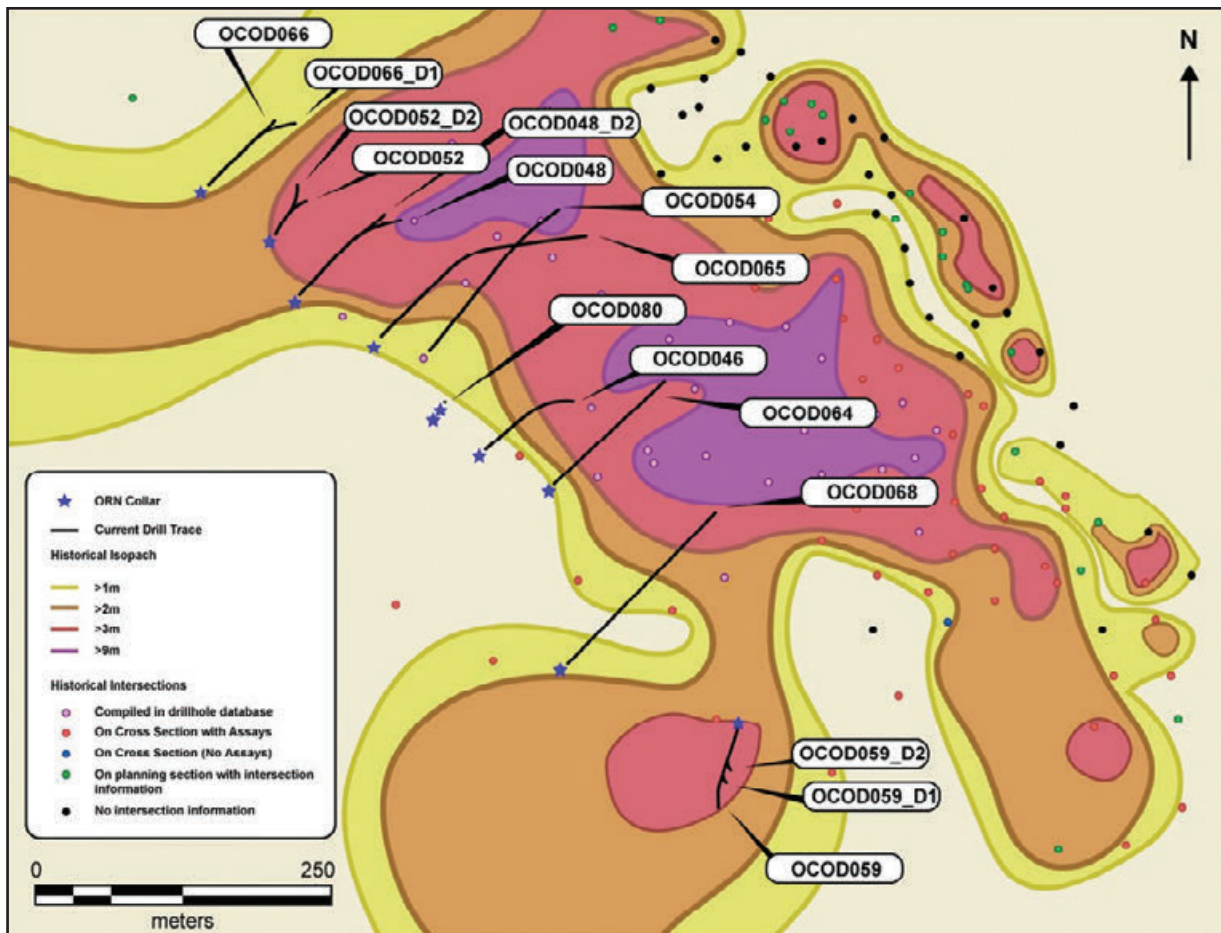 OCOD066
N
OCOD066_D1
OCOD052_D2
OCOD048_D2
OCOD052
OCOD048
OCOD054
OCOD065
OCOD080
OCOD046
OCOD064
OCOD068
ORN Collar
Current Drill Trace
Historical Isopach
>1m
>2m
>3m
>9m
Historical Intersections
Compiled in drillhole database
On Cross Section with Assays
On Cross Section (No Assays)
On planning section with intersection
information
No intersection information
OCOD059_D2
OCOD059_D1
OCOD059
0 250
meters